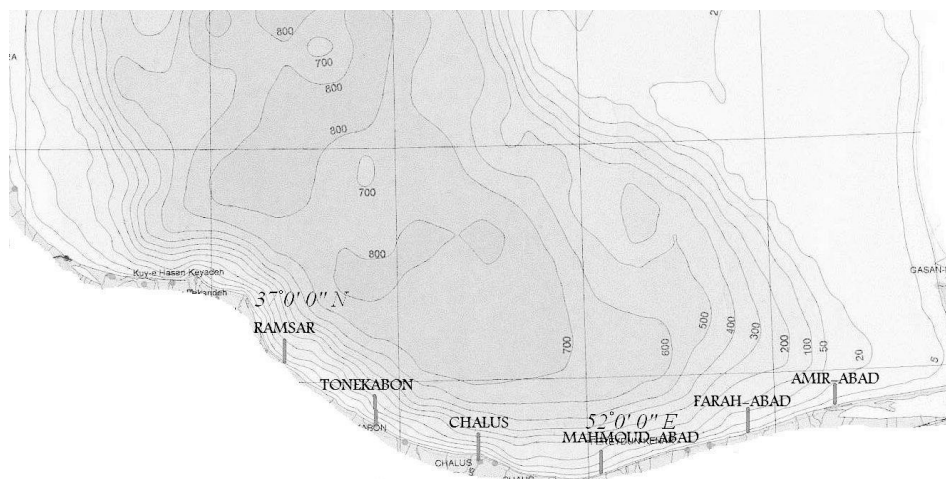 800
700
800
800
700
800
Kuy-e Hasan Keyadeh
37°0' 0" N
RAMSAR
TONEKABON
CHALUS
52°0' 0" E
MAHMOUD-ABAD
FARAH-ABAD
AMIR-ABAD
700
600
500
400
300
200
100
50
20
5
GASAN-
CHALUS